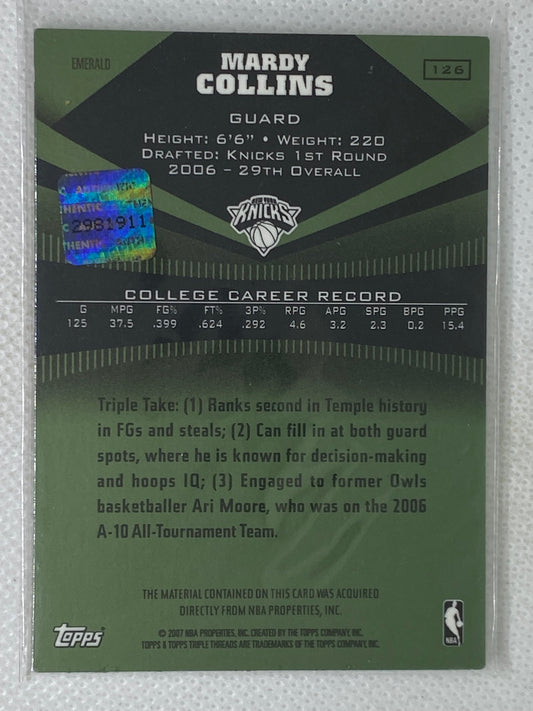 EMERALD
MARDY
COLLINS
126
GUARD
HEIGHT: 6'6" • WEIGHT: 220
DRAFTED: KNICKS 1ST ROUND
2006 - 29TH OVERALL
2981911
NEW YORK
KNICKS
COLLEGE CAREER RECORD
G MPG FG% FT% 3P% RPG APG SPG BPG PPG
125 37.5 .399 .624 .292 4.6 3.2 2.3 0.2 15.4
Triple Take: (1) Ranks second in Temple history
in FGs and steals; (2) Can fill in at both guard
spots, where he is known for decision-making
and hoops IQ; (3) Engaged to former Owls
basketballer Ari Moore, who was on the 2006
A-10 All-Tournament Team.
THE MATERIAL CONTAINED ON THIS CARD WAS ACQUIRED
DIRECTLY FROM NBA PROPERTIES, INC.
Topps
© 2007 NBA PROPERTIES, INC. CREATED BY THE TOPPS COMPANY, INC.
TOPPS & TOPPS TRIPLE THREADS ARE TRADEMARKS OF THE TOPPS COMPANY, INC.
NBA